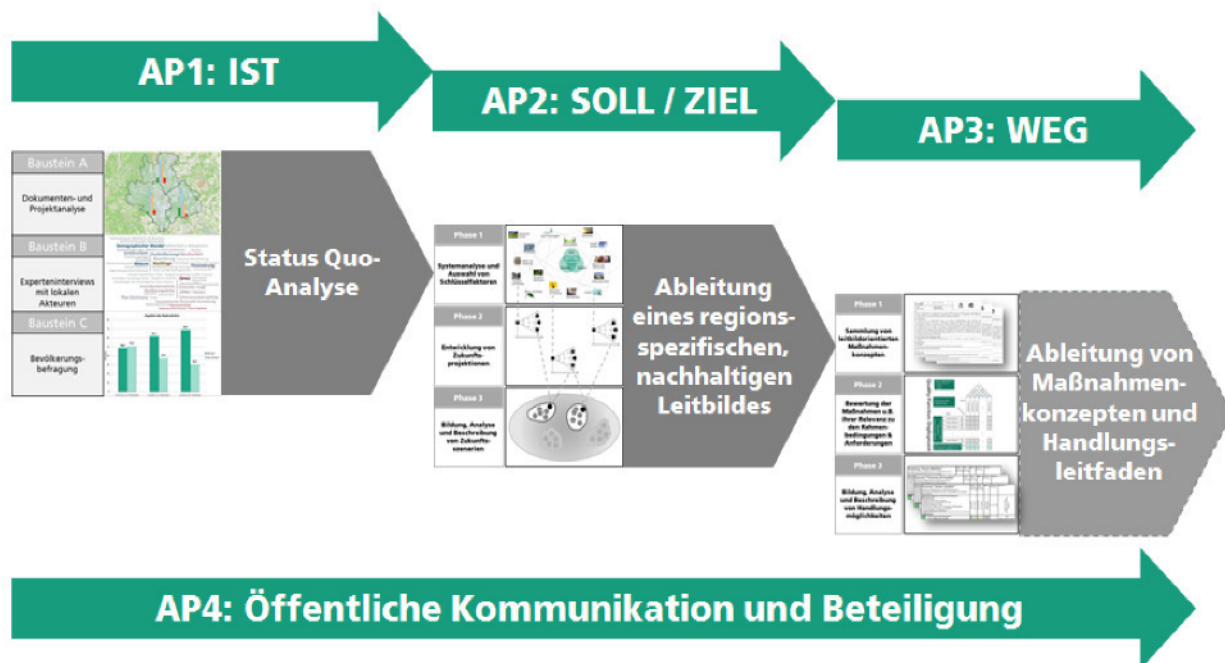 AP1: IST
AP2: SOLL / ZIEL
AP3: WEG
Baustein A
Dokumenten- und
Projektanalyse
Baustein B
Experteninterviews
mit lokalen
Akteuren
Baustein C
Bevölkerungs-
befragung
Status Quo-
Analyse
Phase 1
Systemanalyse und
Auswahl von
Schlüsselfaktoren
Phase 2
Entwicklung von
Zukunfts-
projektionen
Phase 3
Bildung, Analyse
und Beschreibung
von Zukunfts-
szenarien
Ableitung
eines regions-
spezifischen,
nachhaltigen
Leitbildes
Phase 1
Sammlung von
leitbildorientierten
Maßnahmen-
konzepten
Phase 2
Bewertung der
Maßnahmen u.B.
ihrer Relevanz zu
den Rahmen-
bedingungen &
Anforderungen
Phase 3
Bildung, Analyse
und Beschreibung
von Handlungs-
möglichkeiten
Ableitung von
Maßnahmen-
konzepten und
Handlungs-
leitfaden
AP4: Öffentliche Kommunikation und Beteiligung